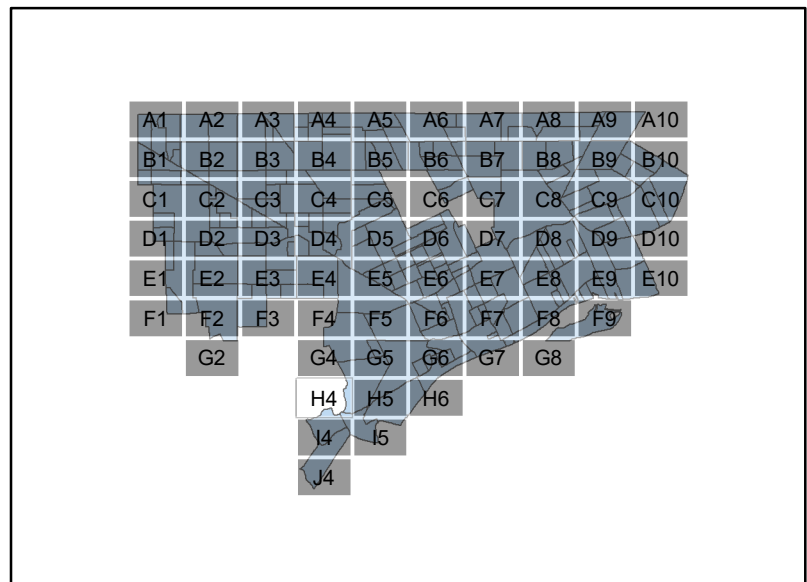 A1 A2 A3 A4 A5 A6 A7 A8 A9 A10
B1 B2 B3 B4 B5 B6 B7 B8 B9 B10
C1 C2 C3 C4 C5 C6 C7 C8 C9 C10
D1 D2 D3 D4 D5 D6 D7 D8 D9 D10
E1 E2 E3 E4 E5 E6 E7 E8 E9 E10
F1 F2 F3 F4 F5 F6 F7 F8 F9
G2 G4 G5 G6 G7 G8
H4 H5 H6
I4 I5
J4